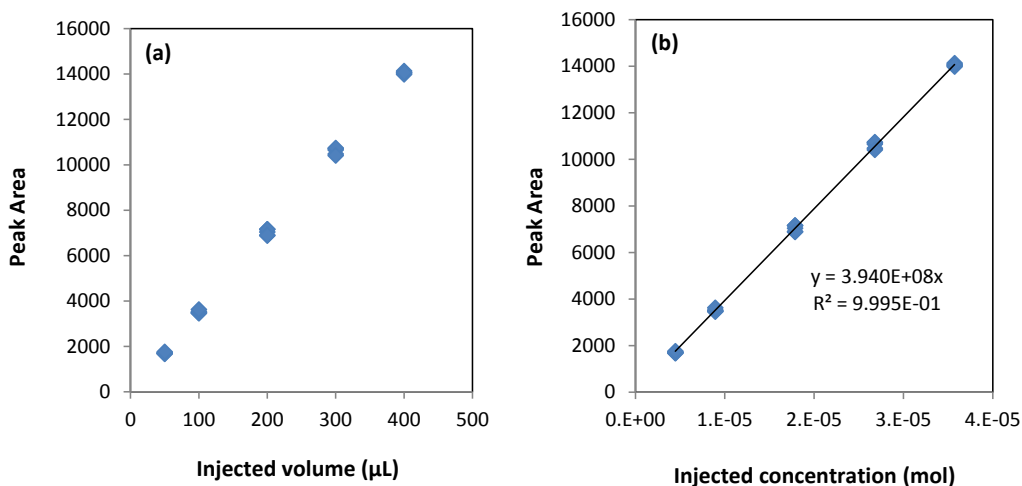 (a)
Peak Area
16000
14000
12000
10000
8000
6000
4000
2000
0
0 100 200 300 400 500
Injected volume (µL)
(b)
Peak Area
16000
14000
12000
10000
8000
6000
4000
2000
0
y = 3.940E+08x
R² = 9.995E-01
0.E+00 1.E-05 2.E-05 3.E-05 4.E-05
Injected concentration (mol)